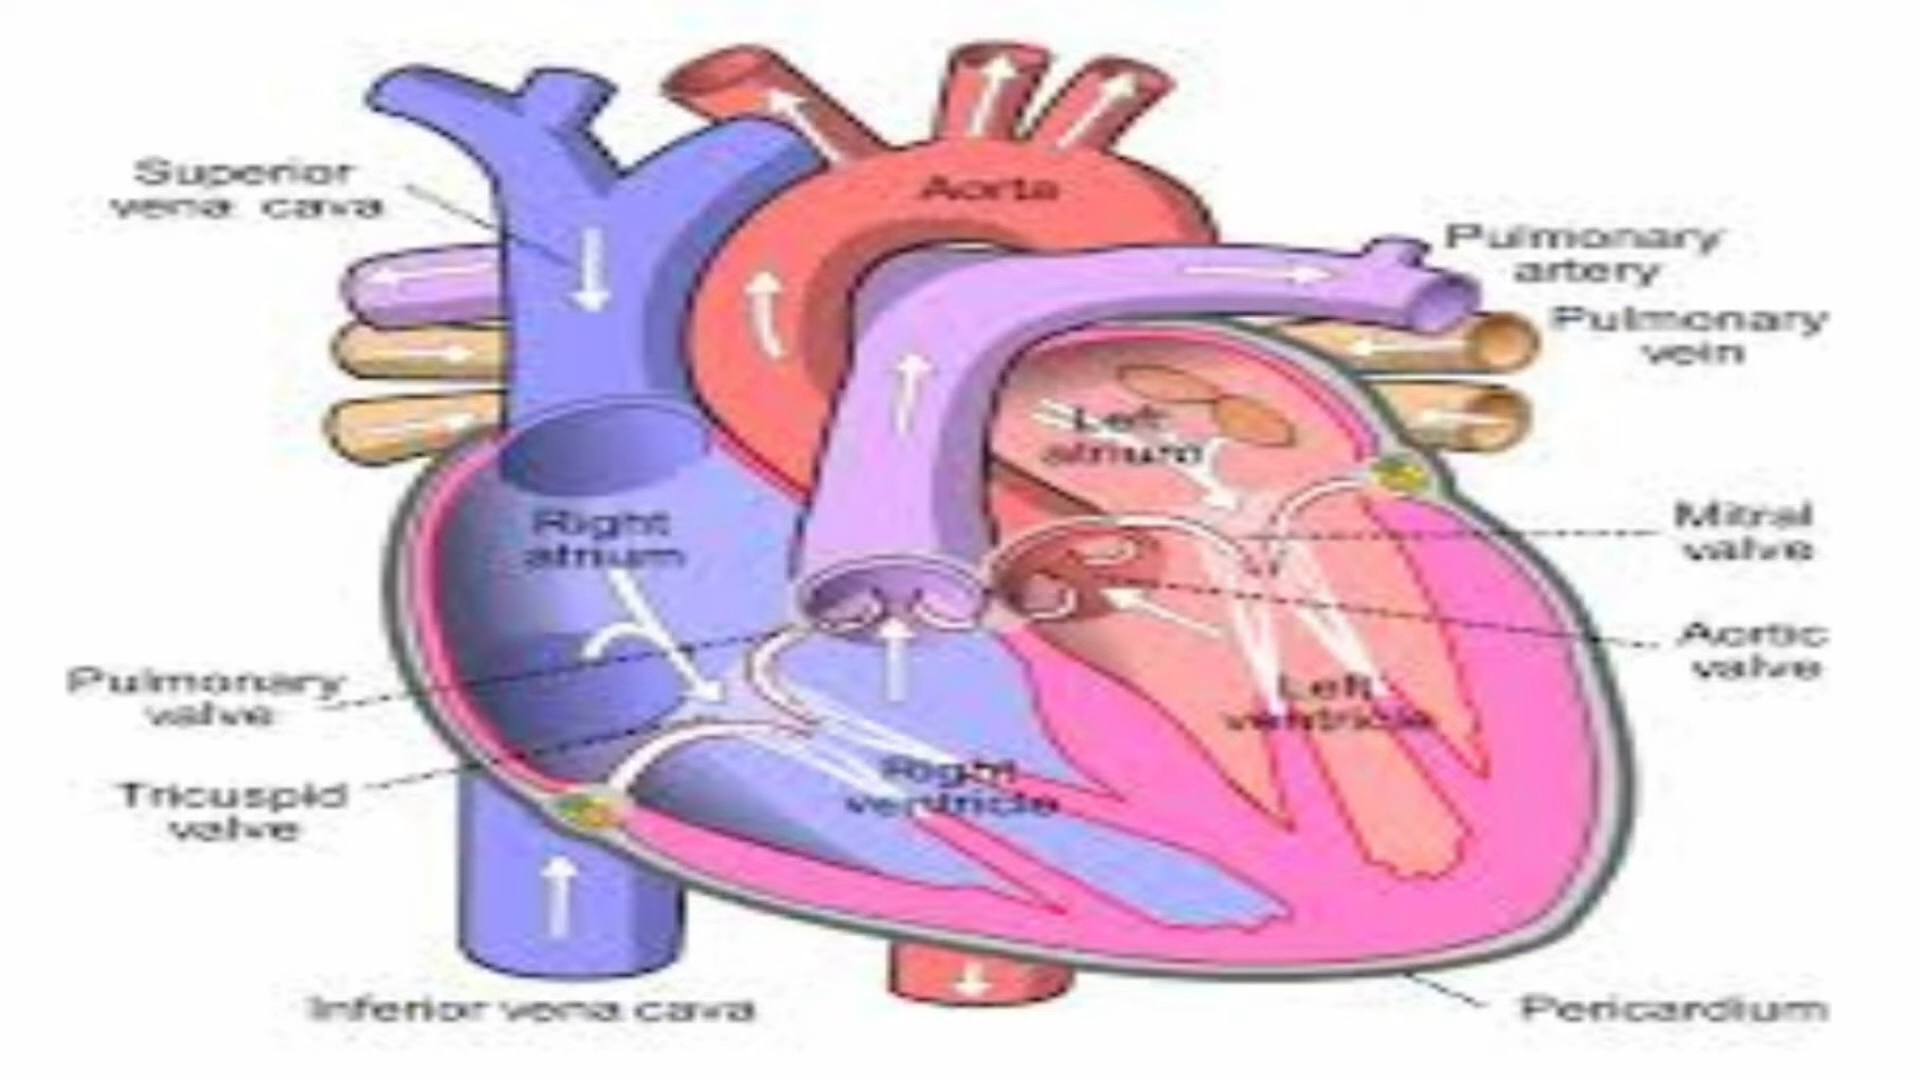 Aorta
Superior
vena cava
Pulmonary
artery
Pulmonary
vein
Left
atrium
Right
atrium
Mitral
valve
Aortic
valve
Pulmonary
valve
Left
ventricle
Right
ventricle
Tricuspid
valve
Inferior vena cava
Pericardium